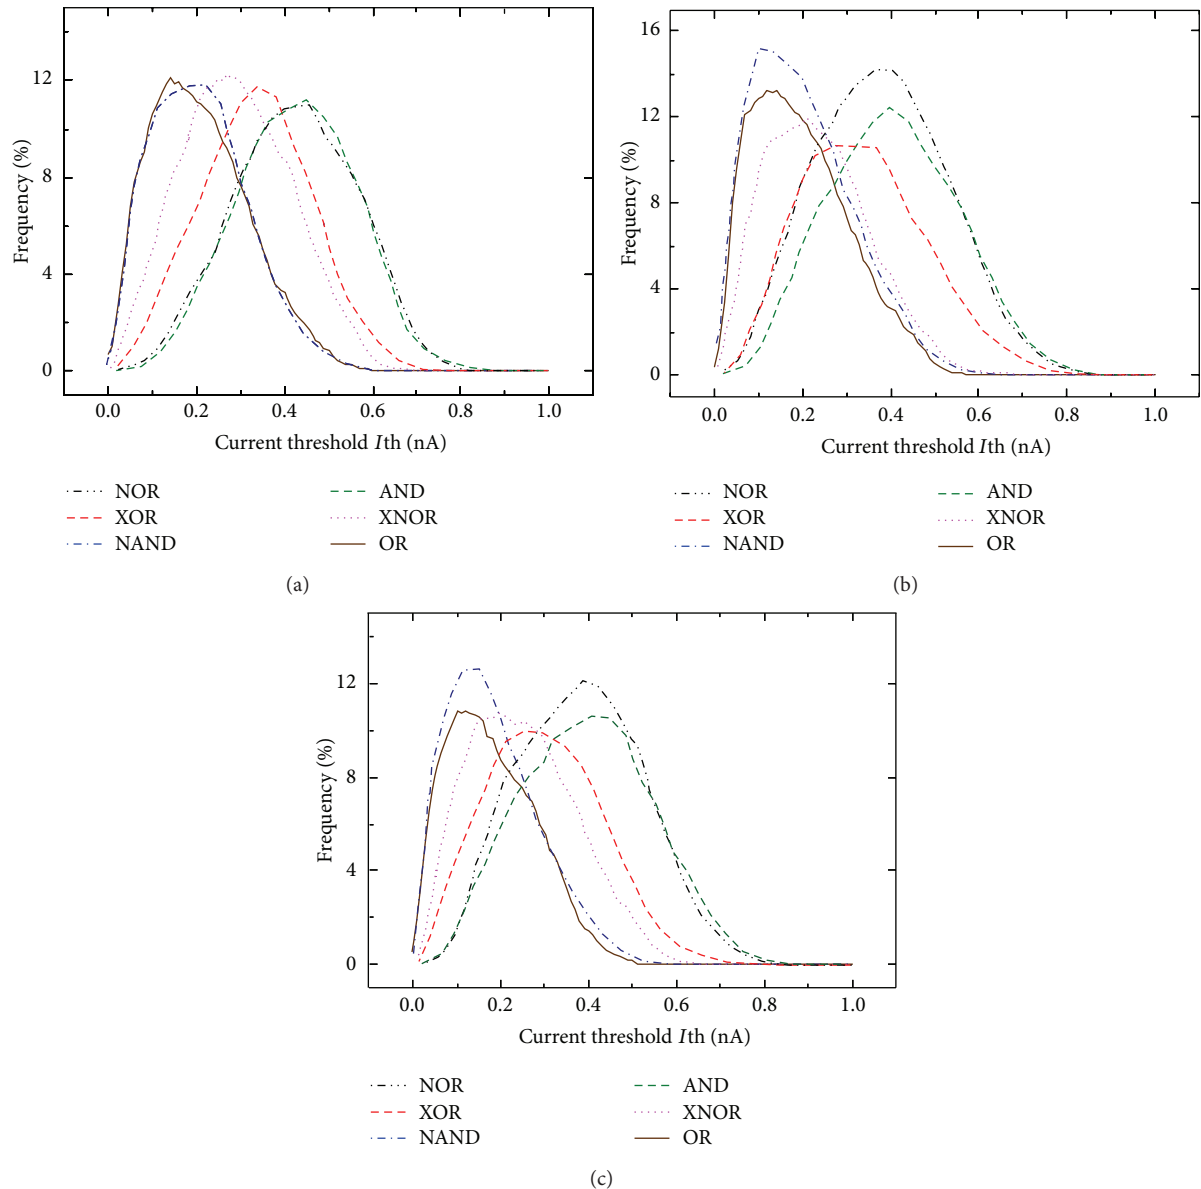 Frequency (%)
12
8
4
0
0.0 0.2 0.4 0.6 0.8 1.0
Current threshold Ith (nA)
NOR AND
XOR XNOR
NAND OR
(a)
Frequency (%)
16
12
8
4
0
0.0 0.2 0.4 0.6 0.8 1.0
Current threshold Ith (nA)
NOR AND
XOR XNOR
NAND OR
(b)
Frequency (%)
12
8
4
0
0.0 0.2 0.4 0.6 0.8 1.0
Current threshold Ith (nA)
NOR AND
XOR XNOR
NAND OR
(c)